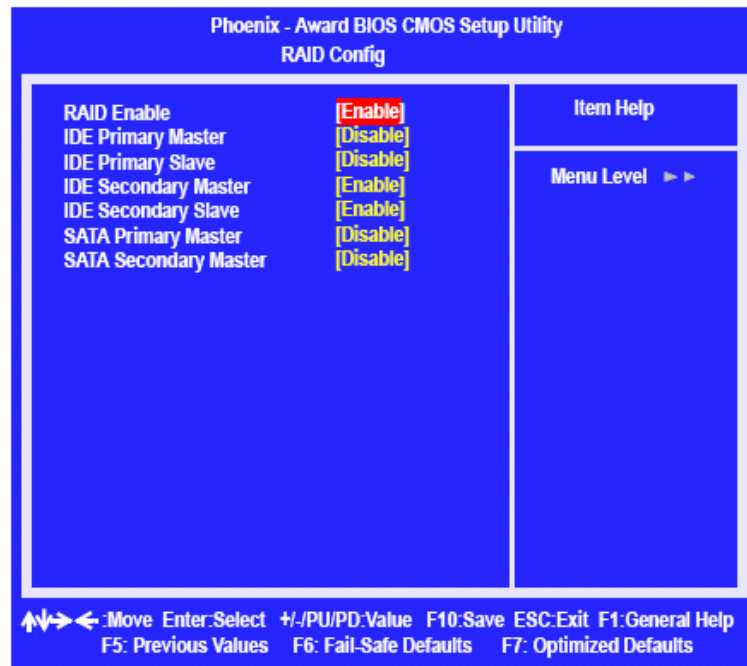 Phoenix - Award BIOS CMOS Setup Utility
RAID Config
RAID Enable [Enable]
IDE Primary Master [Disable]
IDE Primary Slave [Disable]
IDE Secondary Master [Enable]
IDE Secondary Slave [Enable]
SATA Primary Master [Disable]
SATA Secondary Master [Disable]
Item Help
Menu Level ►►
:Move Enter:Select +/-/PU/PD:Value F10:Save ESC:Exit F1:General Help
F5: Previous Values F6: Fail-Safe Defaults F7: Optimized Defaults